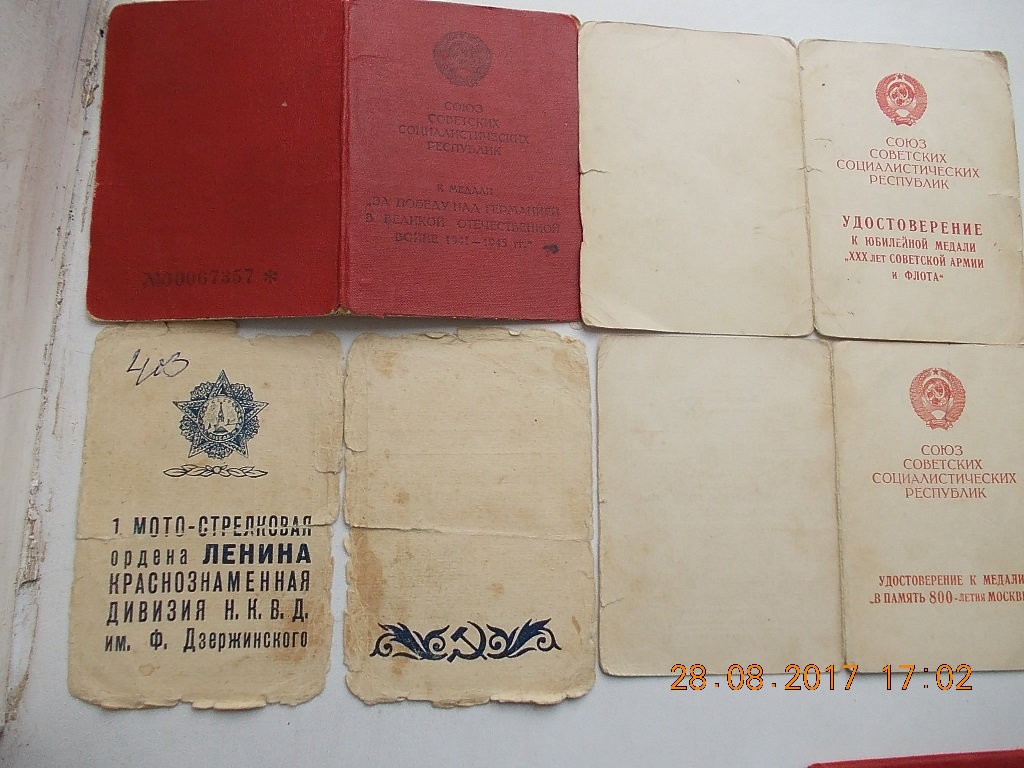 СОЮЗ
СОВЕТСКИХ
СОЦИАЛИСТИЧЕСКИХ
РЕСПУБЛИК
К МЕДАЛИ
„ЗА ПОБЕДУ НАД ГЕРМАНИЕЙ
В ВЕЛИКОЙ ОТЕЧЕСТВЕННОЙ
ВОЙНЕ 1941—1945 гг.“
№0067357 *
СОЮЗ
СОВЕТСКИХ
СОЦИАЛИСТИЧЕСКИХ
РЕСПУБЛИК
УДОСТОВЕРЕНИЕ
К ЮБИЛЕЙНОЙ МЕДАЛИ
„XXX ЛЕТ СОВЕТСКОЙ АРМИИ
И ФЛОТА“
403
1 МОТО-СТРЕЛКОВАЯ
ордена ЛЕНИНА
КРАСНОЗНАМЕННАЯ
ДИВИЗИЯ Н. К. В. Д.
им. Ф. Дзержинского
СОЮЗ
СОВЕТСКИХ
СОЦИАЛИСТИЧЕСКИХ
РЕСПУБЛИК
УДОСТОВЕРЕНИЕ К МЕДАЛИ
„В ПАМЯТЬ 800-ЛЕТИЯ МОСКВЫ
28.08.2017 17:02